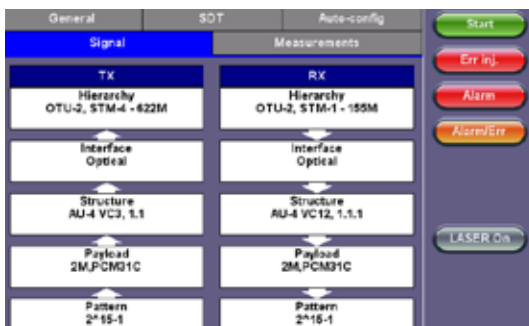 General SDT Auto-config
Signal Measurements
TX RX
Hierarchy Hierarchy
OTU-2, STM-4 - 622M OTU-2, STM-1 - 155M
Interface Interface
Optical Optical
Structure Structure
AU-4 VC3, 1.1 AU-4 VC12, 1.1.1
Payload Payload
2M,PCM31C 2M,PCM31C
Pattern Pattern
2^15-1 2^15-1
Start
Err inj.
Alarm
Alarm/Err
LASER On